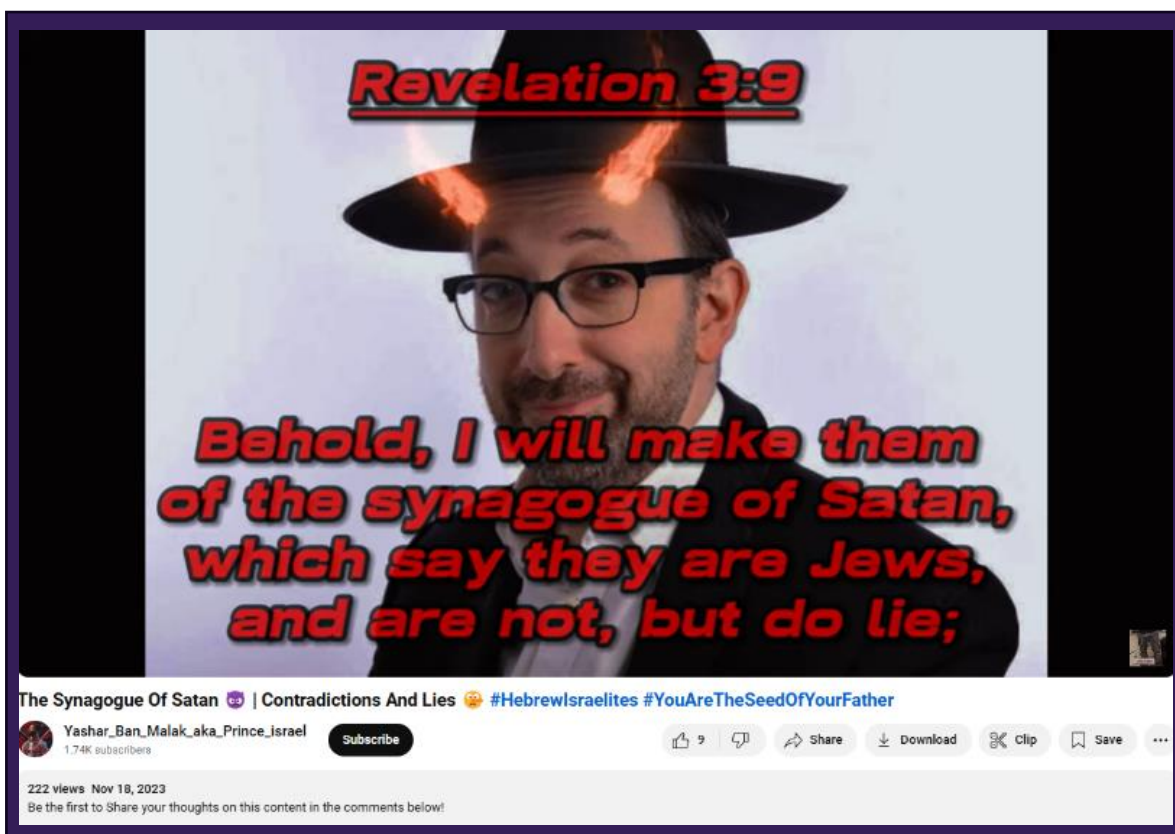 Revelation 3:9
Behold, I will make them
of the synagogue of Satan,
which say they are Jews,
and are not, but do lie;
The Synagogue Of Satan 😈 | Contradictions And Lies 🤔 #HebrewIsraelites #YouAreTheSeedOfYourFather
Yashar_Ban_Malak_aka_Prince_israel
1.74K subscribers
Subscribe
9
Share
Download
Clip
Save
...
222 views Nov 18, 2023
Be the first to Share your thoughts on this content in the comments below!